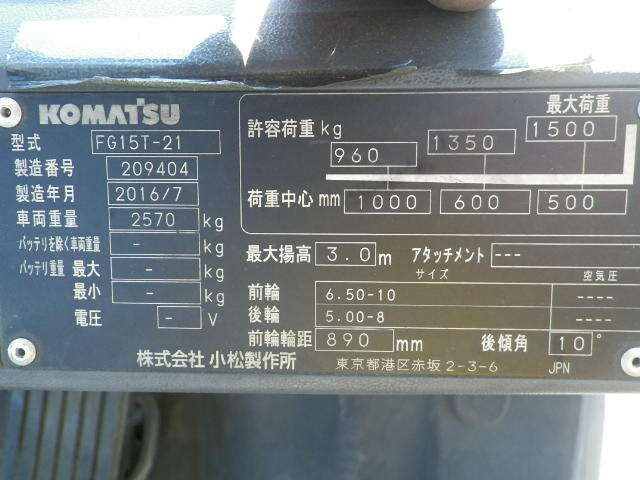 KOMATSU
型式 FG15T-21
製造番号 209404
製造年月 2016/7
車両重量 2570 kg
バッテリを除く車両重量 - kg
バッテリ重量 最大 - kg
最小 - kg
電圧 - V
最大荷重
許容荷重 kg 960 1350 1500
荷重中心 mm 1000 600 500
最大揚高 3.0 m アタッチメント ---
サイズ 空気圧
前輪 6.50-10 ----
後輪 5.00-8 ----
前輪輪距 890 mm 後傾角 10°
株式会社 小松製作所 東京都港区赤坂 2-3-6 JPN